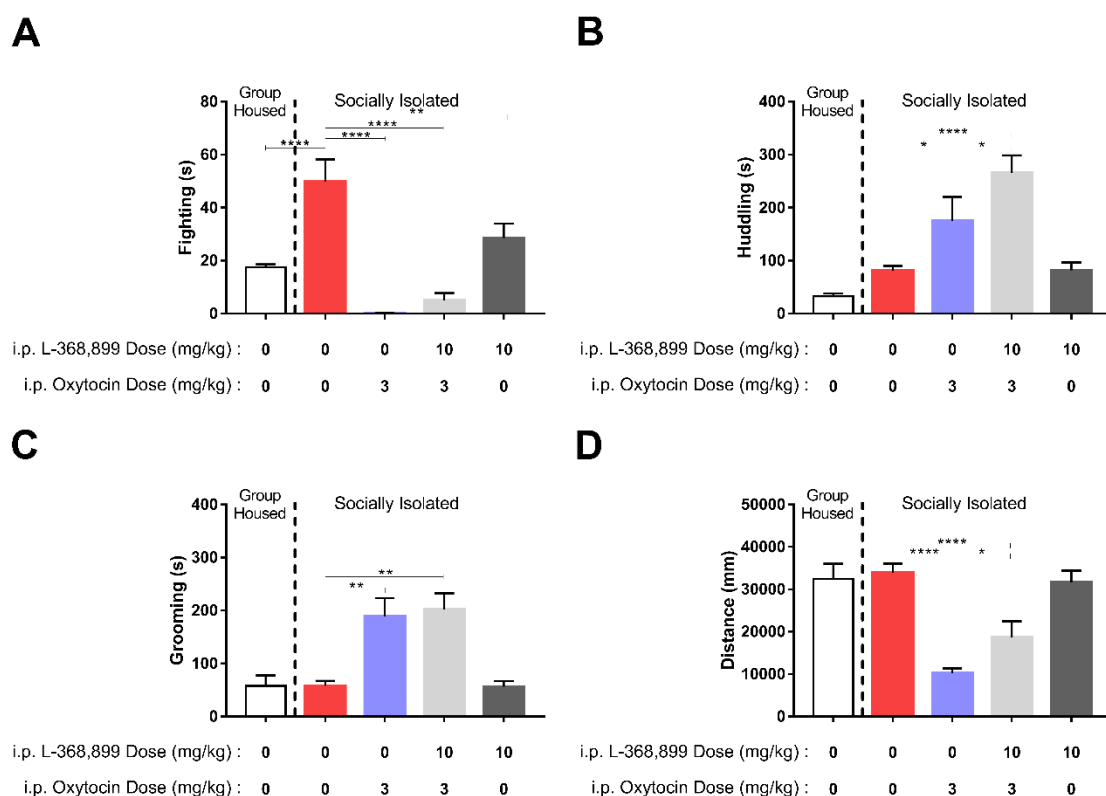 A
Group
Housed
Socially Isolated
**
****
****
****
80
60
40
20
0
Fighting (s)
i.p. L-368,899 Dose (mg/kg) : 0 0 0 10 10
i.p. Oxytocin Dose (mg/kg) : 0 0 3 3 0
B
Group
Housed
Socially Isolated
****
* *
400
300
200
100
0
Huddling (s)
i.p. L-368,899 Dose (mg/kg) : 0 0 0 10 10
i.p. Oxytocin Dose (mg/kg) : 0 0 3 3 0
C
Group
Housed
Socially Isolated
**
**
400
300
200
100
0
Grooming (s)
i.p. L-368,899 Dose (mg/kg) : 0 0 0 10 10
i.p. Oxytocin Dose (mg/kg) : 0 0 3 3 0
D
Group
Housed
Socially Isolated
****
**** *
50000
40000
30000
20000
10000
0
Distance (mm)
i.p. L-368,899 Dose (mg/kg) : 0 0 0 10 10
i.p. Oxytocin Dose (mg/kg) : 0 0 3 3 0